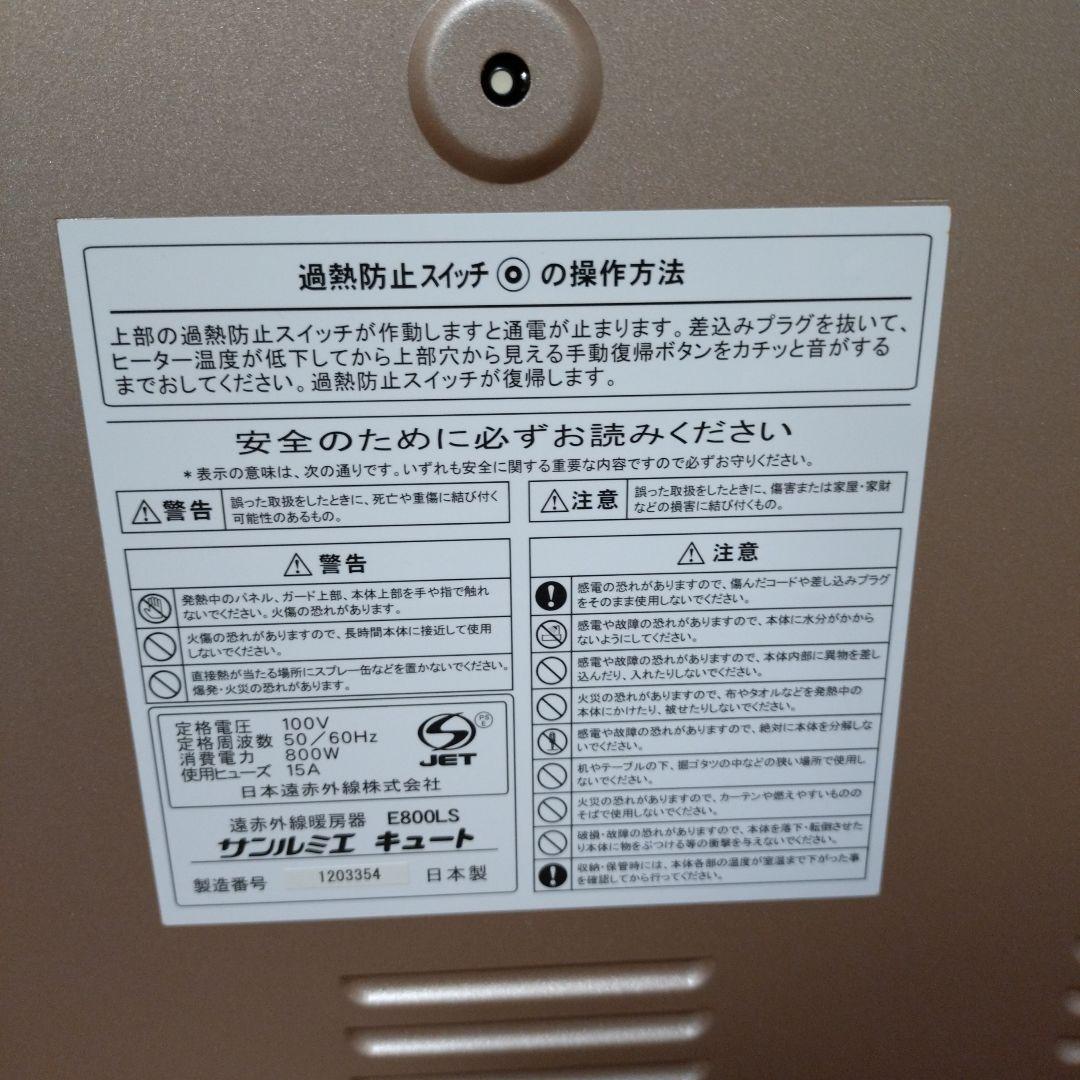 過熱防止スイッチ の操作方法
上部の過熱防止スイッチが作動しますと通電が止まります。差込みプラグを抜いて、
ヒーター温度が低下してから上部穴から見える手動復帰ボタンをカチッと音がする
までおしてください。過熱防止スイッチが復帰します。
安全のために必ずお読みください
*表示の意味は、次の通りです。いずれも安全に関する重要な内容ですので必ずお守りください。
警告
誤った取扱をしたときに、死亡や重傷に結び付く
可能性のあるもの。
注意
誤った取扱をしたときに、傷害または家屋・家財
などの損害に結び付くもの。
警告
発熱中のパネル、ガード上部、本体上部を手や指で触れ
ないでください。火傷の恐れがあります。
火傷の恐れがありますので、長時間本体に接近して使用
しないでください。
直接熱が当たる場所にスプレー缶などを置かないでください。
爆発・火災の恐れがあります。
定格電圧 100V
定格周波数 50/60Hz
消費電力 800W
使用ヒューズ 15A
JET
PS
E
日本遠赤外線株式会社
遠赤外線暖房器 E800LS
サンルミエ キュート
製造番号 1203354 日本製
注意
感電の恐れがありますので、傷んだコードや差し込みプラグ
をそのまま使用しないでください。
感電や故障の恐れがありますので、本体に水分がかから
ないようにしてください。
感電や故障の恐れがありますので、本体内部に異物を差し
込んだり、入れたりしないでください。
火災の恐れがありますので、布やタオルなどを発熱中の
本体にかけたり、被せたりしないでください。
感電や故障の恐れがありますので、絶対に本体を分解しな
いでください。
机やテーブルの下、掘ゴタツの中などの狭い場所で使用し
ないでください。
火災の恐れがありますので、カーテンや燃えやすいものの
そばで使用しないでください。
破損・故障の恐れがありますので、本体を落下・転倒させた
り本体に物をぶつける等の衝撃を与えないでください。
収納・保管時には、本体各部の温度が室温まで下がった事
を確認してから行ってください。